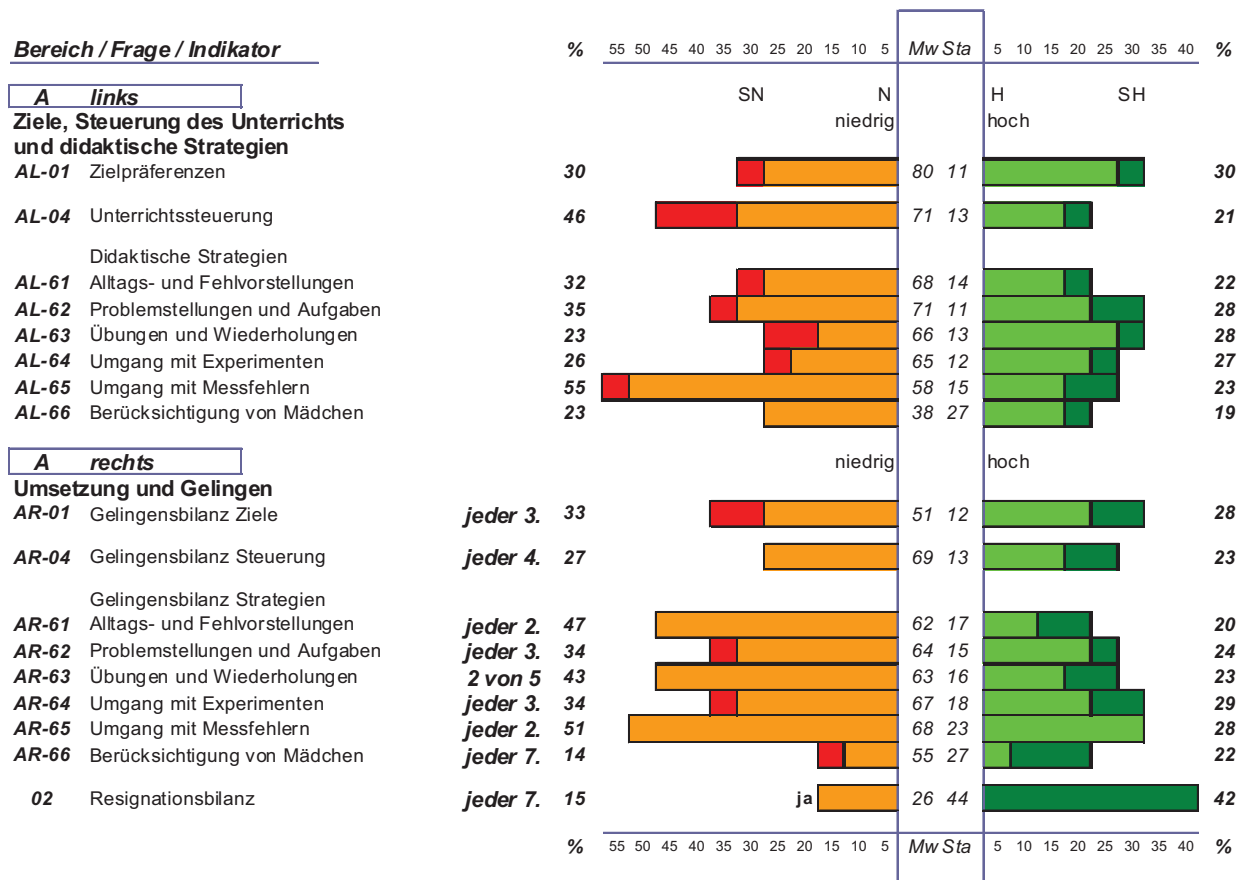 Bereich / Frage / Indikator % 55 50 45 40 35 30 25 20 15 10 5 Mw Sta 5 10 15 20 25 30 35 40 %
A links SN N H SH
Ziele, Steuerung des Unterrichts niedrig hoch
und didaktische Strategien
AL-01 Zielpräferenzen 30 80 11 30
AL-04 Unterrichtssteuerung 46 71 13 21
Didaktische Strategien
AL-61 Alltags- und Fehlvorstellungen 32 68 14 22
AL-62 Problemstellungen und Aufgaben 35 71 11 28
AL-63 Übungen und Wiederholungen 23 66 13 28
AL-64 Umgang mit Experimenten 26 65 12 27
AL-65 Umgang mit Messfehlern 55 58 15 23
AL-66 Berücksichtigung von Mädchen 23 38 27 19
A rechts niedrig hoch
Umsetzung und Gelingen
AR-01 Gelingensbilanz Ziele jeder 3. 33 51 12 28
AR-04 Gelingensbilanz Steuerung jeder 4. 27 69 13 23
Gelingensbilanz Strategien
AR-61 Alltags- und Fehlvorstellungen jeder 2. 47 62 17 20
AR-62 Problemstellungen und Aufgaben jeder 3. 34 64 15 24
AR-63 Übungen und Wiederholungen 2 von 5 43 63 16 23
AR-64 Umgang mit Experimenten jeder 3. 34 67 18 29
AR-65 Umgang mit Messfehlern jeder 2. 51 68 23 28
AR-66 Berücksichtigung von Mädchen jeder 7. 14 55 27 22
02 Resignationsbilanz jeder 7. 15 ja 26 44 42
% 55 50 45 40 35 30 25 20 15 10 5 Mw Sta 5 10 15 20 25 30 35 40 %